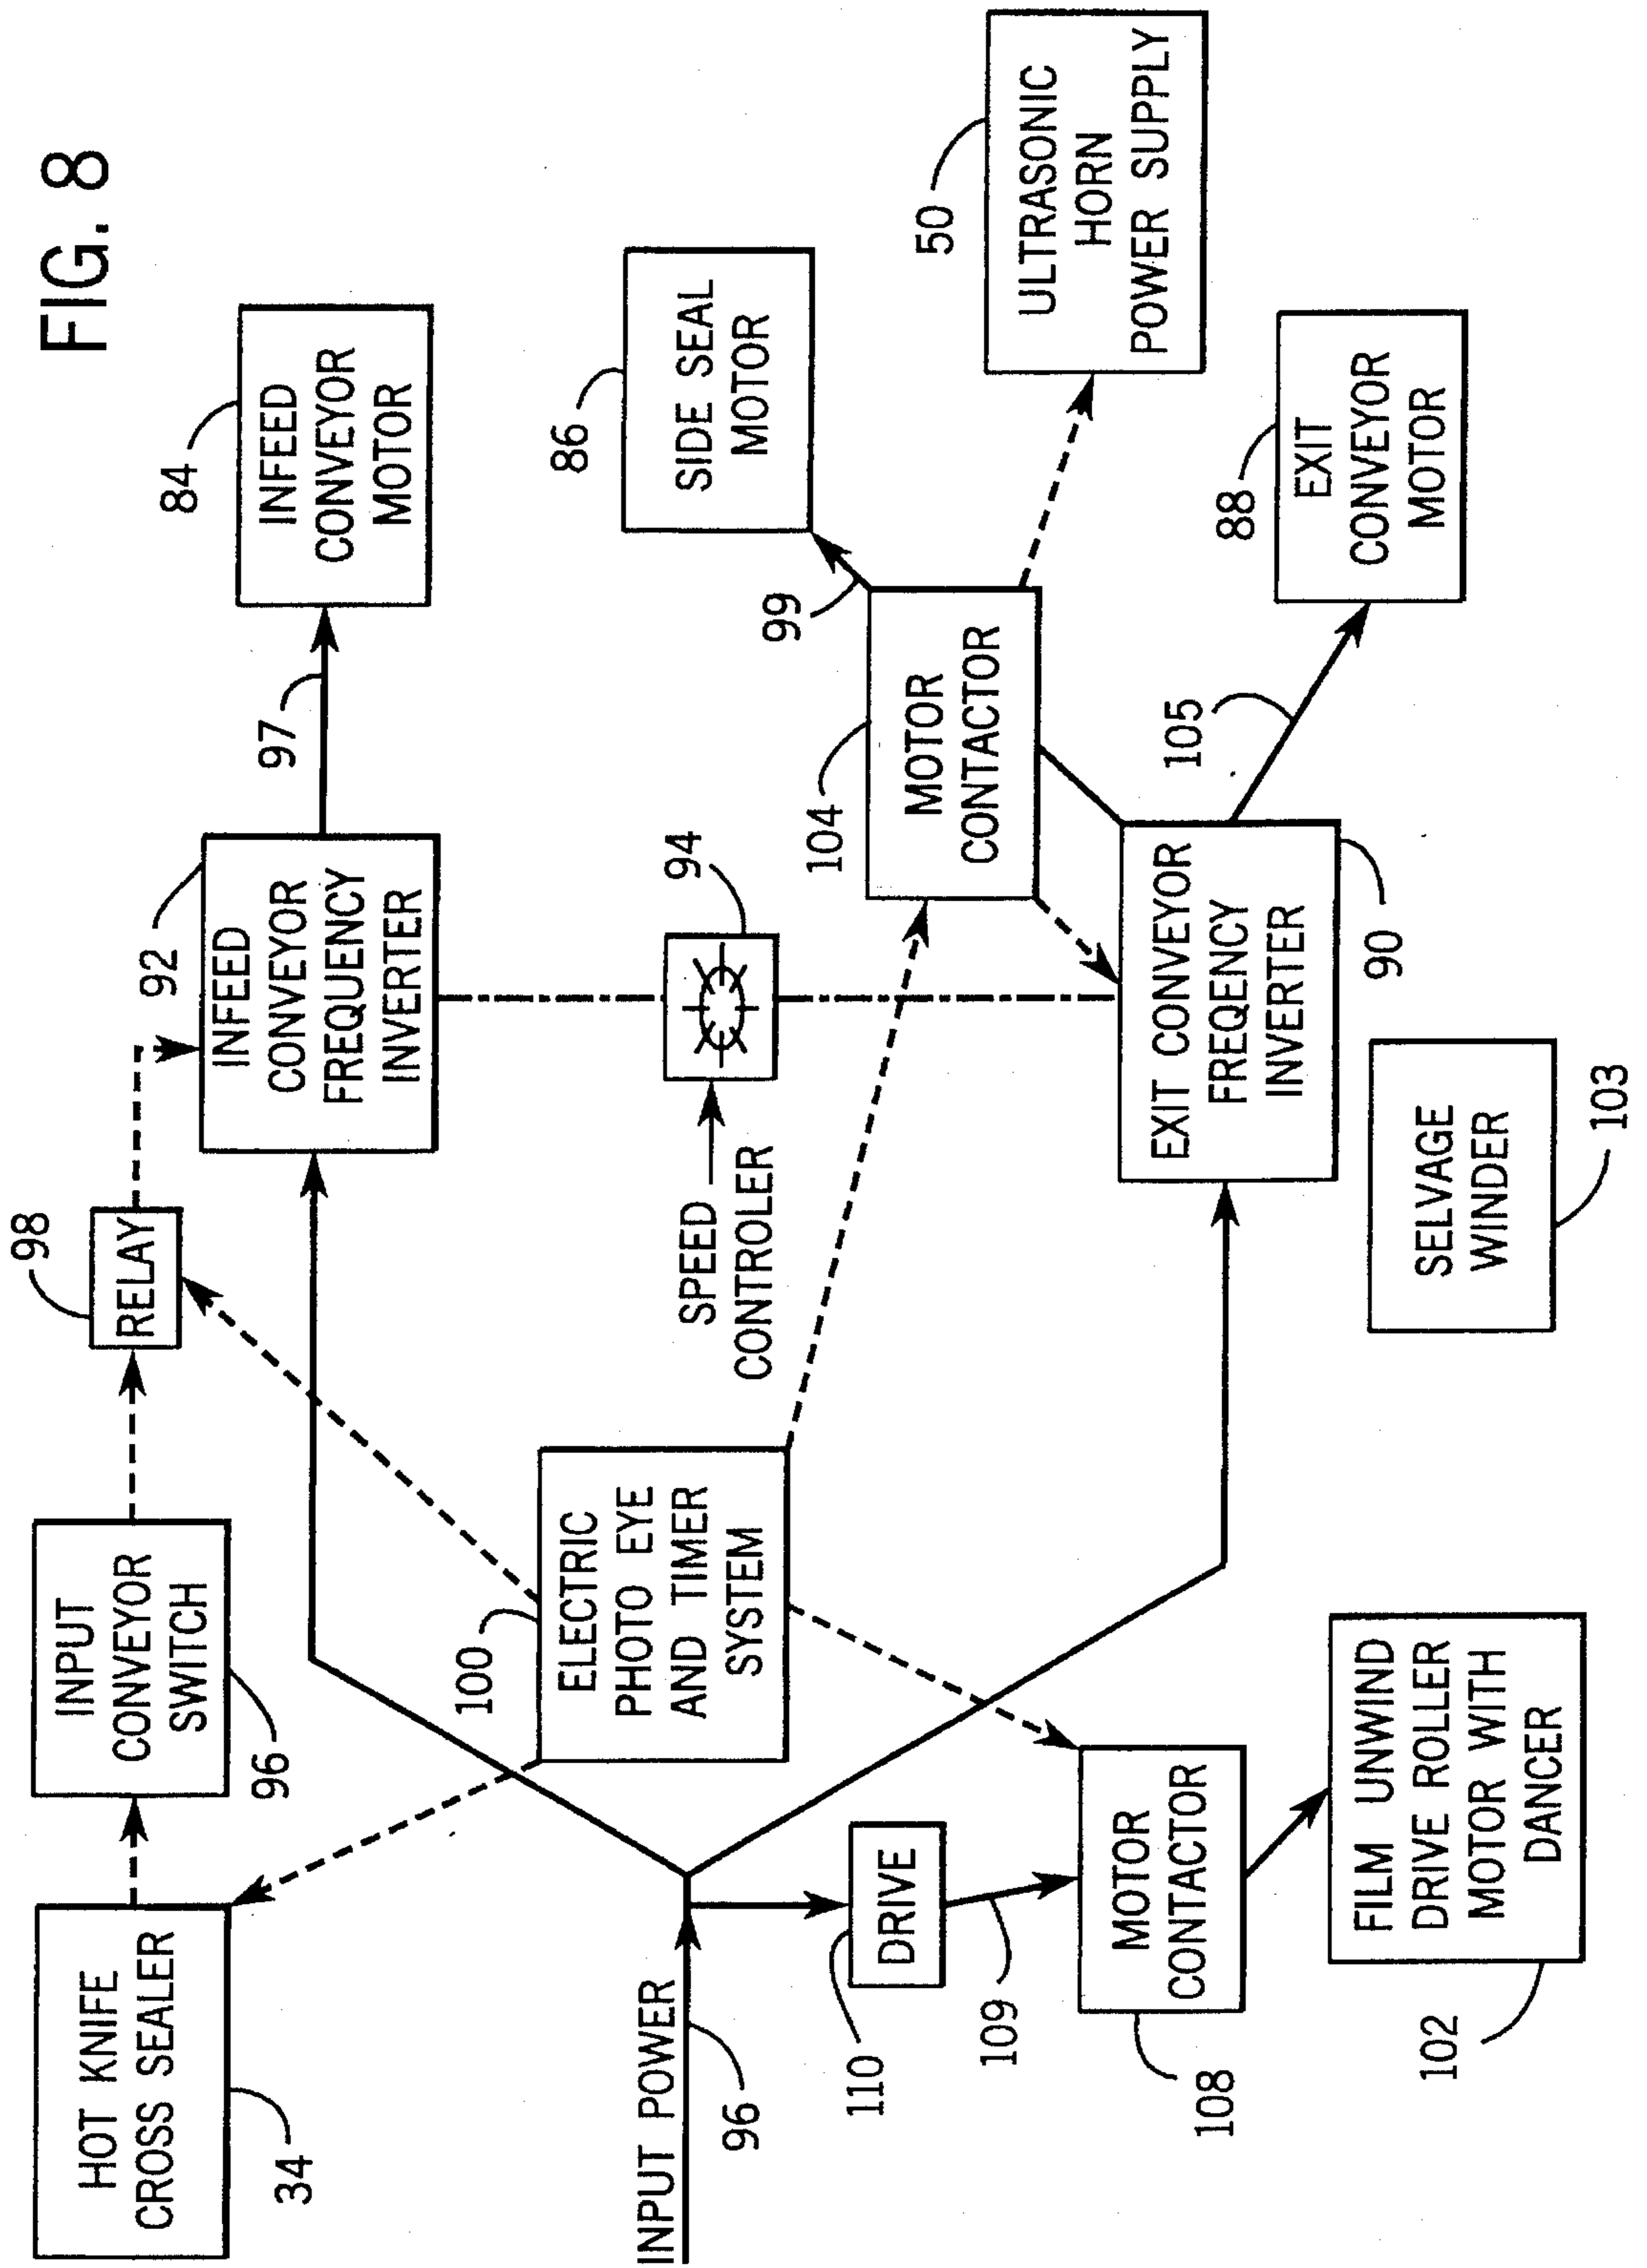 FIG. 8
HOT KNIFE
CROSS SEALER
34
INPUT
CONVEYOR
SWITCH
96
RELAY
98
INFEED
CONVEYOR
FREQUENCY
INVERTER
92
97
INFEED
CONVEYOR
MOTOR
84
ELECTRIC
PHOTO EYE
AND TIMER
SYSTEM
100
SPEED
CONTROLLER
94
SIDE SEAL
MOTOR
86
99
MOTOR
CONTACTOR
104
ULTRASONIC
HORN
POWER SUPPLY
50
INPUT POWER
96
DRIVE
110
109
MOTOR
CONTACTOR
108
EXIT CONVEYOR
FREQENCY
INVERTER
90
105
EXIT
CONVEYOR
MOTOR
88
FILM UNWIND
DRIVE ROLLER
MOTOR WITH
DANCER
102
SELVAGE
WINDER
103